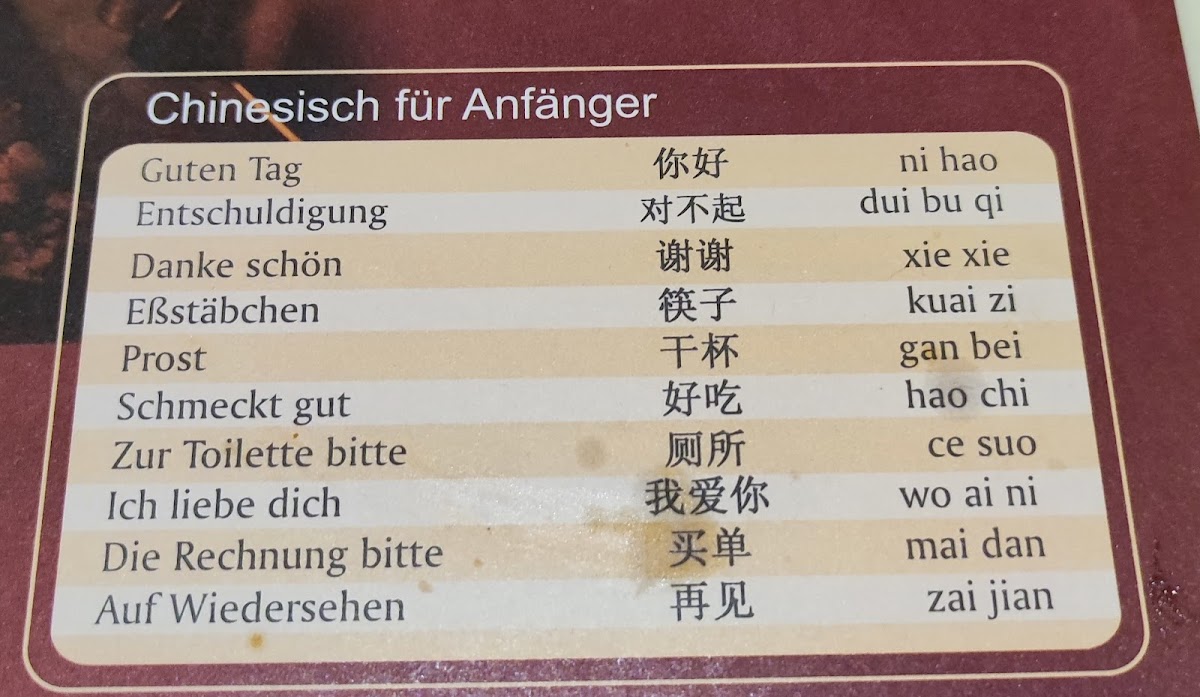 Chinesisch für Anfänger
Guten Tag 你好 ni hao
Entschuldigung 对不起 dui bu qi
Danke schön 谢谢 xie xie
Eßstäbchen 筷子 kuai zi
Prost 干杯 gan bei
Schmeckt gut 好吃 hao chi
Zur Toilette bitte 厕所 ce suo
Ich liebe dich 我爱你 wo ai ni
Die Rechnung bitte 买单 mai dan
Auf Wiedersehen 再见 zai jian